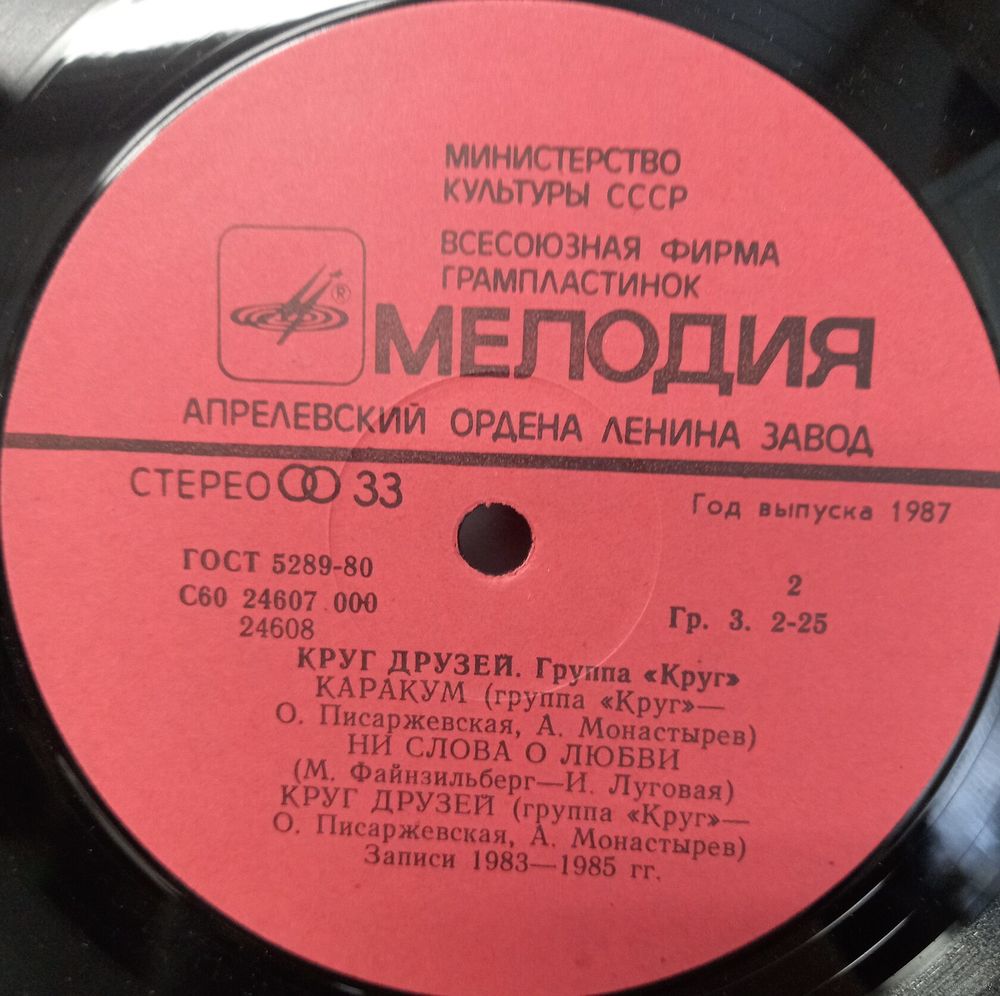 МИНИСТЕРСТВО
КУЛЬТУРЫ СССР
ВСЕСОЮЗНАЯ ФИРМА
ГРАМПЛАСТИНОК
®
МЕЛОДИЯ
АПРЕЛЕВСКИЙ ОРДЕНА ЛЕНИНА ЗАВОД
СТЕРЕО 33
Год выпуска 1987
ГОСТ 5289-80
С60 24607 000
24608
2
Гр. 3. 2-25
КРУГ ДРУЗЕЙ. Группа «Круг»
КАРАКУМ (группа «Круг»—
О. Писаржевская, А. Монастырев)
НИ СЛОВА О ЛЮБВИ
(М. Файнзильберг—И. Луговая)
КРУГ ДРУЗЕЙ (группа «Круг»—
О. Писаржевская, А. Монастырев)
Записи 1983—1985 гг.